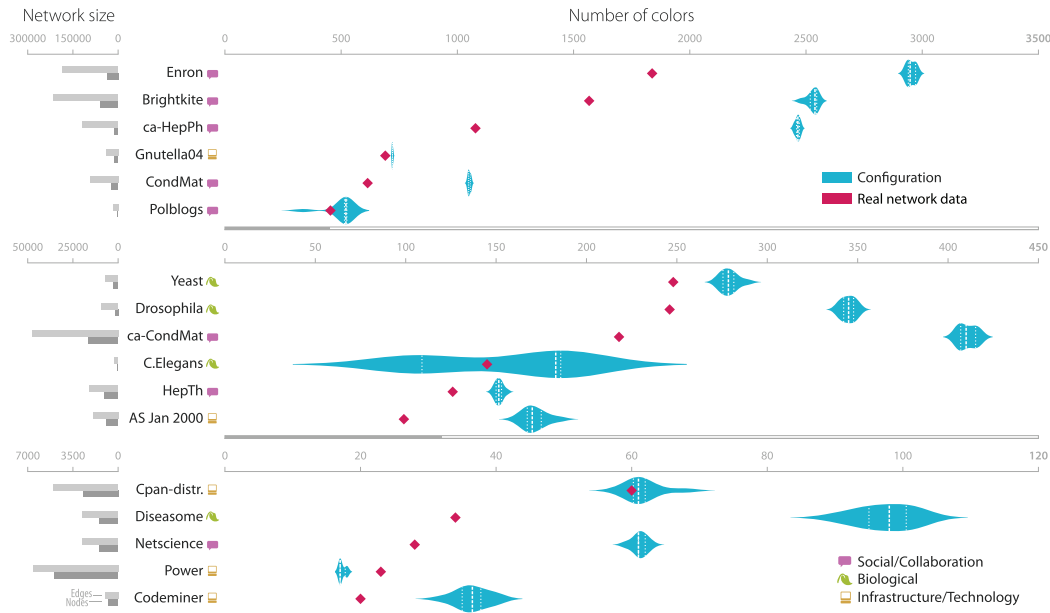 Network size
Number of colors
300000 150000 0
0 500 1000 1500 2000 2500 3000 3500
Enron
Brightkite
ca-HepPh
Gnutella04
CondMat
Configuration
Real network data
Polblogs
50000 25000 0
0 50 100 150 200 250 300 350 400 450
Yeast
Drosophila
ca-CondMat
C.Elegans
HepTh
AS Jan 2000
7000 3500 0
0 20 40 60 80 100 120
Cpan-distr.
Diseasome
Netscience
Social/Collaboration
Power
Biological
Edges
Nodes
Codeminer
Infrastructure/Technology